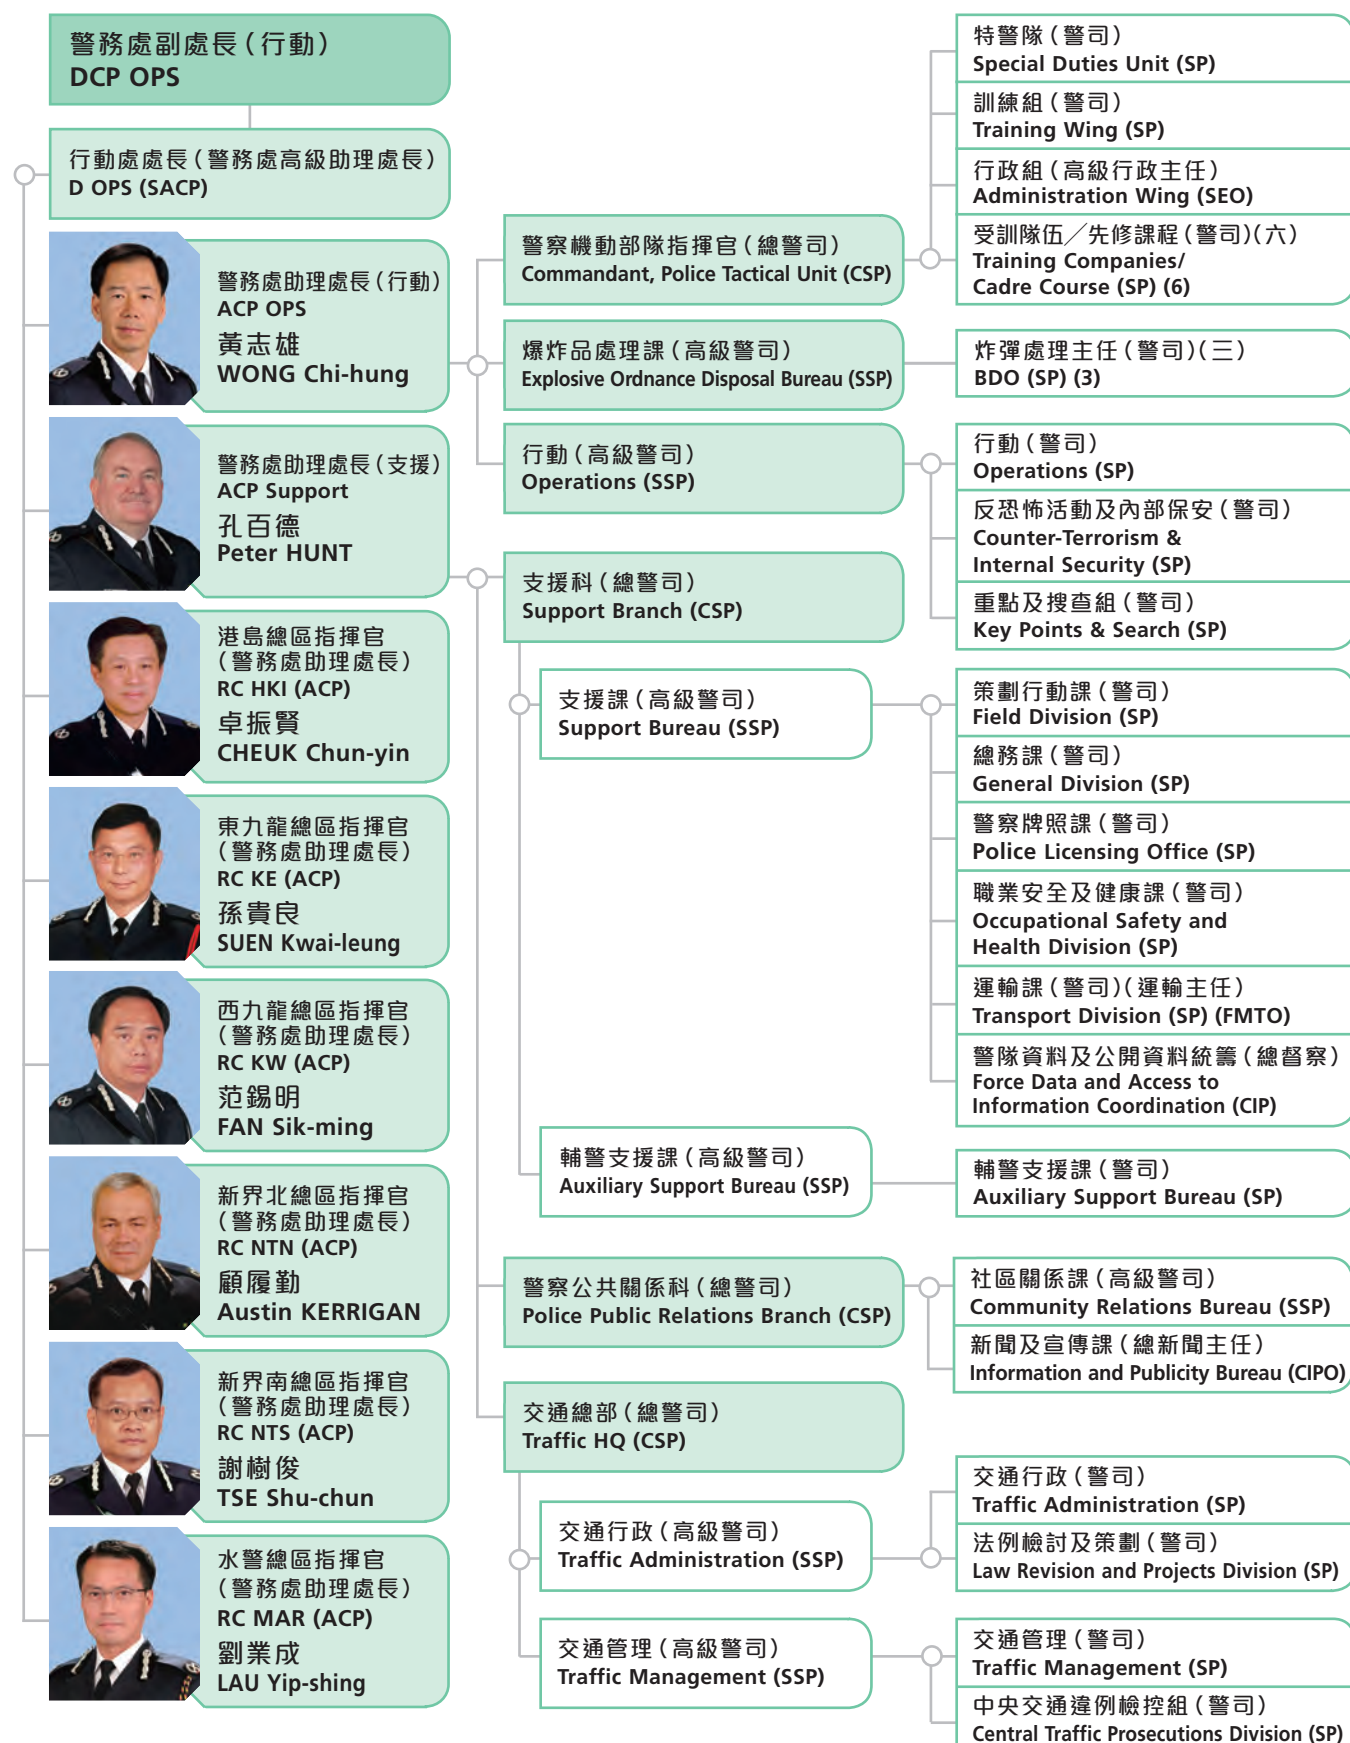 警務處副處長(行動)
DCP OPS
行動處處長(警務處高級助理處長)
D OPS (SACP)
警務處助理處長(行動)
ACP OPS
黃志雄
WONG Chi-hung
警務處助理處長(支援)
ACP Support
孔百德
Peter HUNT
港島總區指揮官
(警務處助理處長)
RC HKI (ACP)
卓振賢
CHEUK Chun-yin
東九龍總區指揮官
(警務處助理處長)
RC KE (ACP)
孫貴良
SUEN Kwai-leung
西九龍總區指揮官
(警務處助理處長)
RC KW (ACP)
范錫明
FAN Sik-ming
新界北總區指揮官
(警務處助理處長)
RC NTN (ACP)
顧履勤
Austin KERRIGAN
新界南總區指揮官
(警務處助理處長)
RC NTS (ACP)
謝樹俊
TSE Shu-chun
水警總區指揮官
(警務處助理處長)
RC MAR (ACP)
劉業成
LAU Yip-shing
警察機動部隊指揮官(總警司)
Commandant, Police Tactical Unit (CSP)
爆炸品處理課(高級警司)
Explosive Ordnance Disposal Bureau (SSP)
行動(高級警司)
Operations (SSP)
支援科(總警司)
Support Branch (CSP)
支援課(高級警司)
Support Bureau (SSP)
輔警支援課(高級警司)
Auxiliary Support Bureau (SSP)
警察公共關係科(總警司)
Police Public Relations Branch (CSP)
交通總部(總警司)
Traffic HQ (CSP)
交通行政(高級警司)
Traffic Administration (SSP)
交通管理(高級警司)
Traffic Management (SSP)
特警隊(警司)
Special Duties Unit (SP)
訓練組(警司)
Training Wing (SP)
行政組(高級行政主任)
Administration Wing (SEO)
受訓隊伍╱先修課程(警司)(六)
Training Companies/
Cadre Course (SP) (6)
炸彈處理主任(警司)(三)
BDO (SP) (3)
行動(警司)
Operations (SP)
反恐怖活動及內部保安(警司)
Counter-Terrorism &
Internal Security (SP)
重點及搜查組(警司)
Key Points & Search (SP)
策劃行動課(警司)
Field Division (SP)
總務課(警司)
General Division (SP)
警察牌照課(警司)
Police Licensing Office (SP)
職業安全及健康課(警司)
Occupational Safety and
Health Division (SP)
運輸課(警司)(運輸主任)
Transport Division (SP) (FMTO)
警隊資料及公開資料統籌(總督察)
Force Data and Access to
Information Coordination (CIP)
輔警支援課(警司)
Auxiliary Support Bureau (SP)
社區關係課(高級警司)
Community Relations Bureau (SSP)
新聞及宣傳課(總新聞主任)
Information and Publicity Bureau (CIPO)
交通行政(警司)
Traffic Administration (SP)
法例檢討及策劃(警司)
Law Revision and Projects Division (SP)
交通管理(警司)
Traffic Management (SP)
中央交通違例檢控組(警司)
Central Traffic Prosecutions Division (SP)